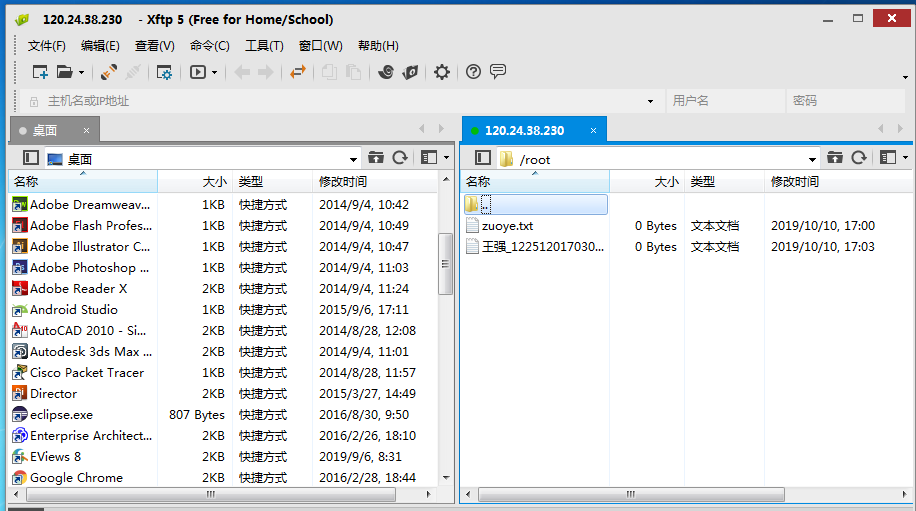 120.24.38.230 - Xftp 5 (Free for Home/School)
文件(F) 编辑(E) 查看(V) 命令(C) 工具(T) 窗口(W) 帮助(H)
主机名或IP地址 用户名 密码
桌面 ×
桌面
名称 大小 类型 修改时间
Adobe Dreamweav... 1KB 快捷方式 2014/9/4, 10:42
Adobe Flash Profes... 1KB 快捷方式 2014/9/4, 10:49
Adobe Illustrator C... 1KB 快捷方式 2014/9/4, 10:47
Adobe Photoshop ... 1KB 快捷方式 2014/9/4, 11:03
Adobe Reader X 2KB 快捷方式 2014/9/4, 11:24
Android Studio 1KB 快捷方式 2015/9/6, 17:11
AutoCAD 2010 - Si... 2KB 快捷方式 2014/8/28, 12:08
Autodesk 3ds Max ... 2KB 快捷方式 2014/9/4, 11:01
Cisco Packet Tracer 1KB 快捷方式 2014/8/28, 11:57
Director 2KB 快捷方式 2015/3/27, 14:49
eclipse.exe 807 Bytes 快捷方式 2016/8/30, 9:50
Enterprise Architect... 2KB 快捷方式 2016/2/26, 18:10
EViews 8 2KB 快捷方式 2019/9/6, 8:31
Google Chrome 2KB 快捷方式 2016/2/28, 18:44
120.24.38.230 ×
/root
名称 大小 类型 修改时间
..
zuoye.txt 0 Bytes 文本文档 2019/10/10, 17:00
王强_122512017030... 0 Bytes 文本文档 2019/10/10, 17:03